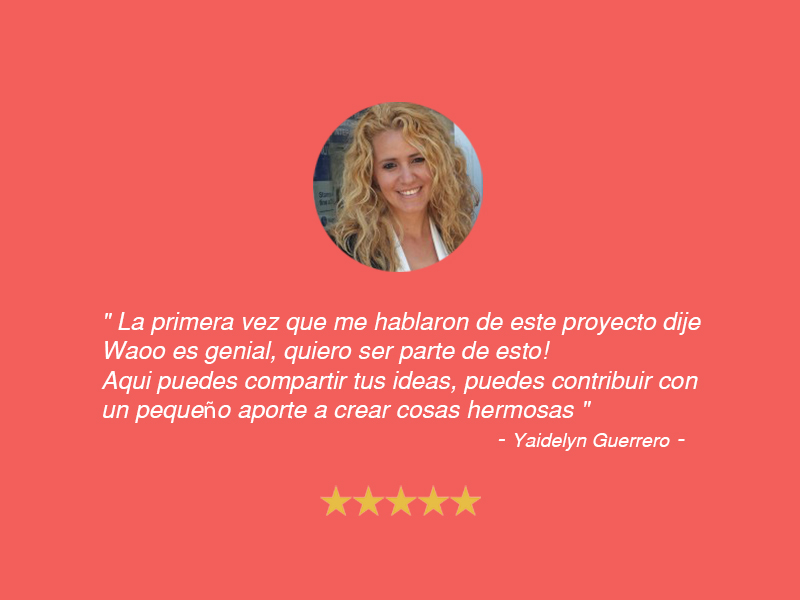 " La primera vez que me hablaron de este proyecto dije
Waoo es genial, quiero ser parte de esto!
Aqui puedes compartir tus ideas, puedes contribuir con
un pequeño aporte a crear cosas hermosas "
- Yaidelyn Guerrero -